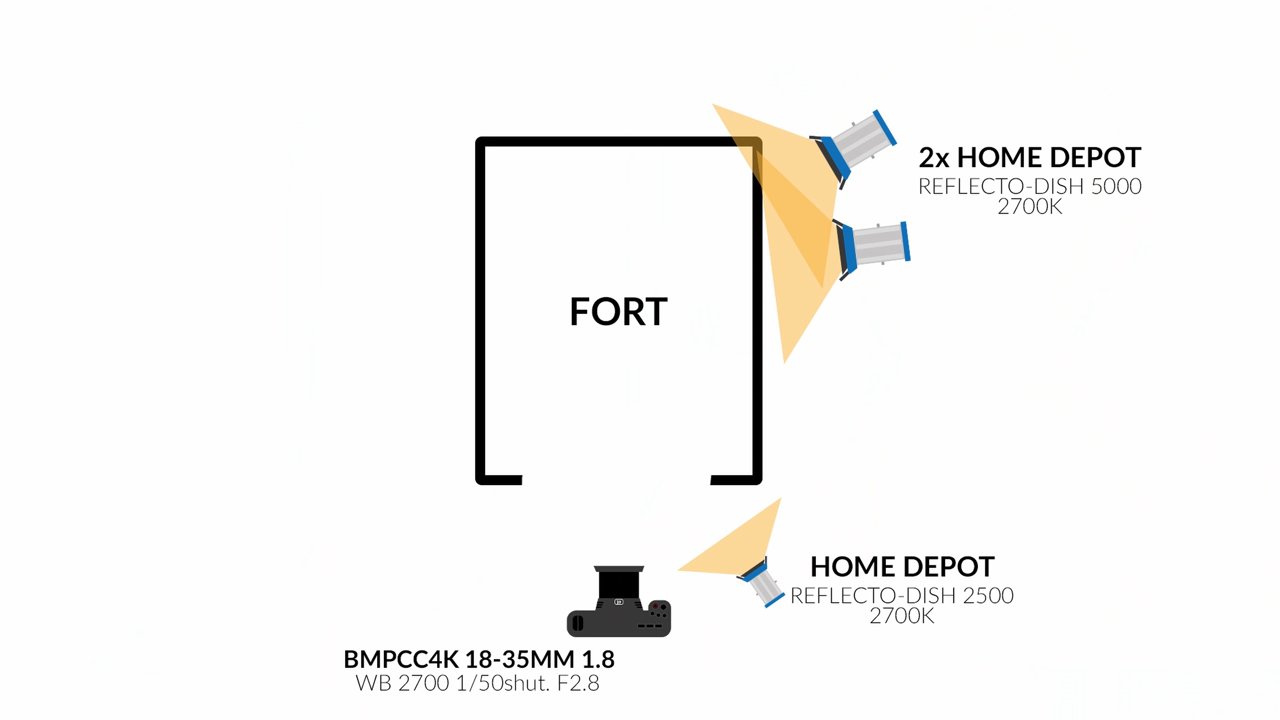 2x HOME DEPOT
REFLECTO-DISH 5000
2700K
FORT
HOME DEPOT
REFLECTO-DISH 2500
2700K
BMPCC4K 18-35MM 1.8
WB 2700 1/50shut. F2.8